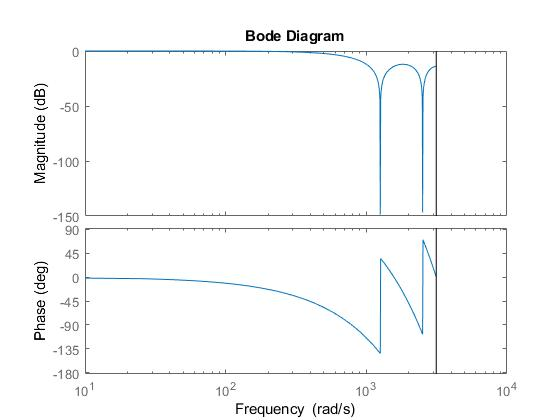 Bode Diagram
Magnitude (dB)
0
-50
-100
-150
Phase (deg)
90
45
0
-45
-90
-135
-180
10^1 10^2 10^3 10^4
Frequency (rad/s)